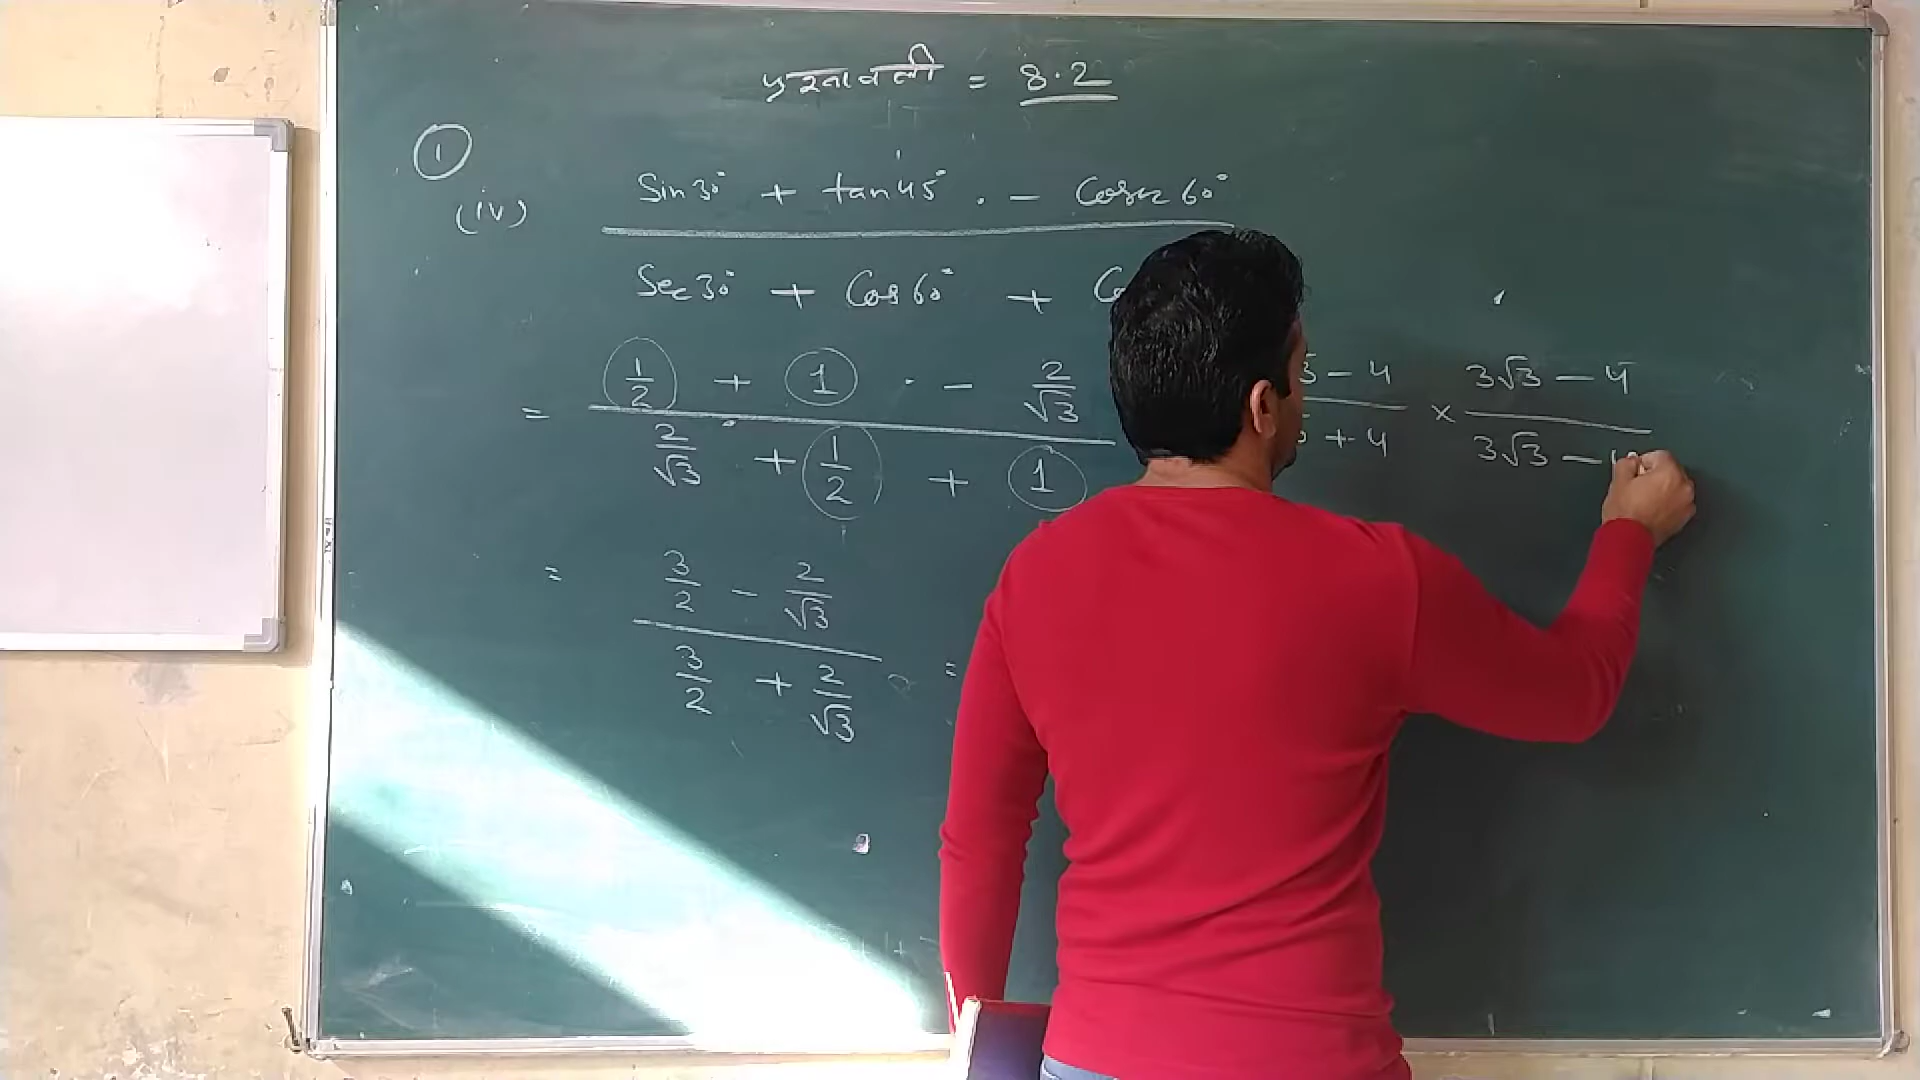 प्रश्नावली = 8.2
①
(iv) Sin30° + tan45° . - Cosec60°
Sec30° + Cos60° +
= 1/2 + 1 . - 2/√3
2/√3 + 1/2 + 1
3 - 4 × 3√3 - 4
+ 4 3√3 -
= 3/2 - 2/√3
3/2 + 2/√3 =